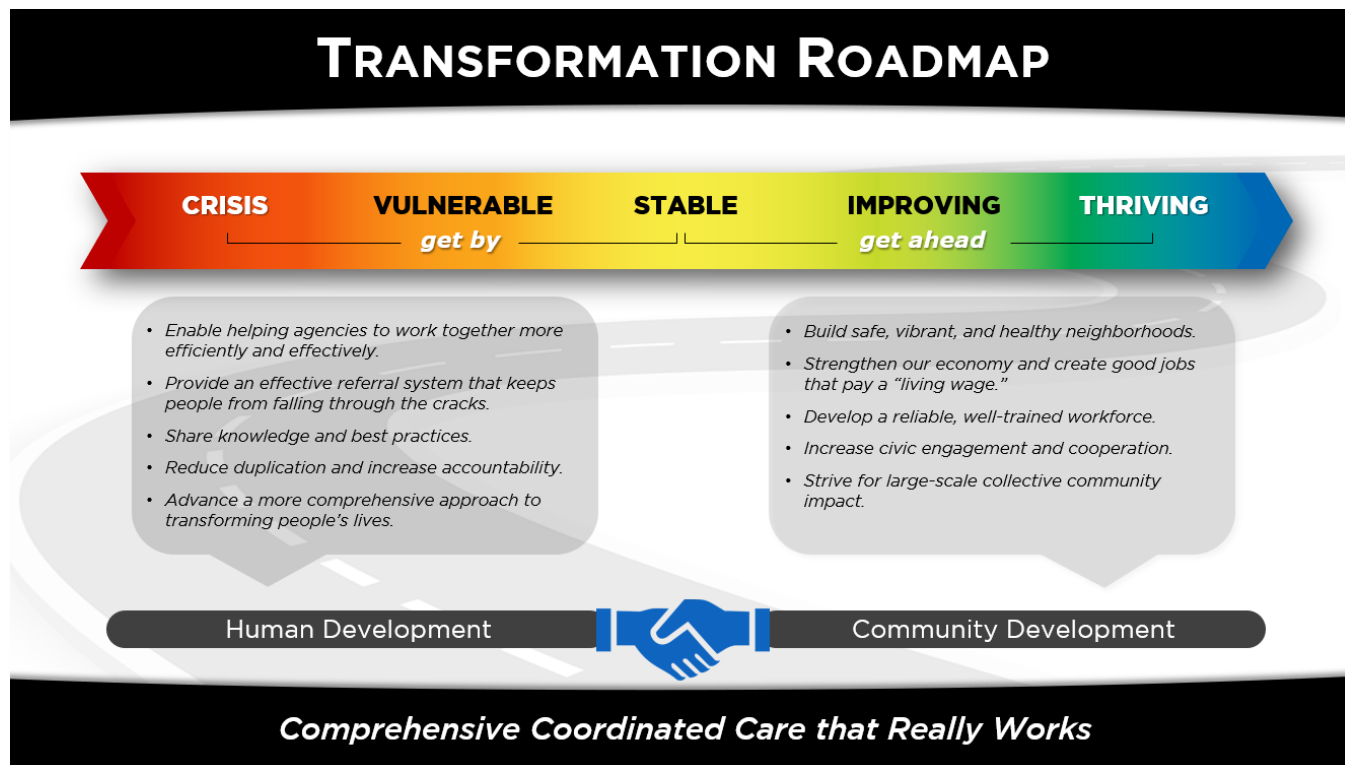 TRANSFORMATION ROADMAP
CRISIS VULNERABLE STABLE IMPROVING THRIVING
get by get ahead
• Enable helping agencies to work together more
efficiently and effectively.
• Provide an effective referral system that keeps
people from falling through the cracks.
• Share knowledge and best practices.
• Reduce duplication and increase accountability.
• Advance a more comprehensive approach to
transforming people’s lives.
• Build safe, vibrant, and healthy neighborhoods.
• Strengthen our economy and create good jobs
that pay a “living wage.”
• Develop a reliable, well-trained workforce.
• Increase civic engagement and cooperation.
• Strive for large-scale collective community
impact.
Human Development Community Development
Comprehensive Coordinated Care that Really Works